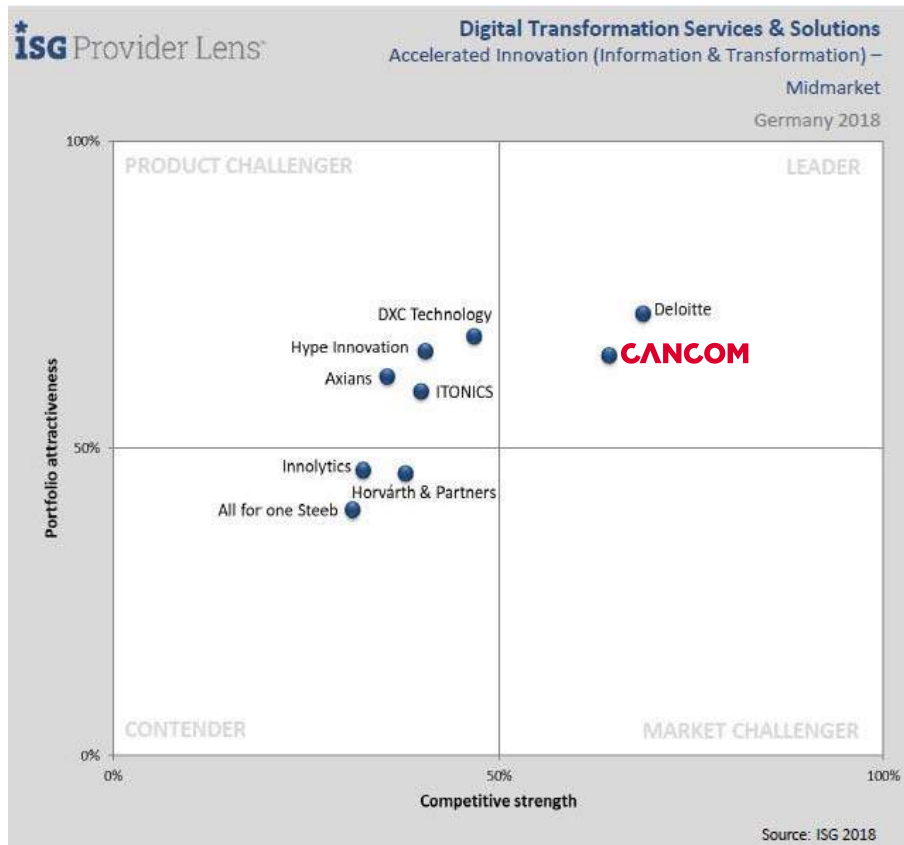 ISG Provider Lens™
Digital Transformation Services & Solutions
Accelerated Innovation (Information & Transformation) –
Midmarket
Germany 2018
100%
PRODUCT CHALLENGER
LEADER
Deloitte
DXC Technology
CANCOM
Hype Innovation
Axians
ITONICS
Portfolio attractiveness
50%
Innolytics
Horvárth & Partners
All for one Steeb
CONTENDER
MARKET CHALLENGER
0%
0%
50%
100%
Competitive strength
Source: ISG 2018